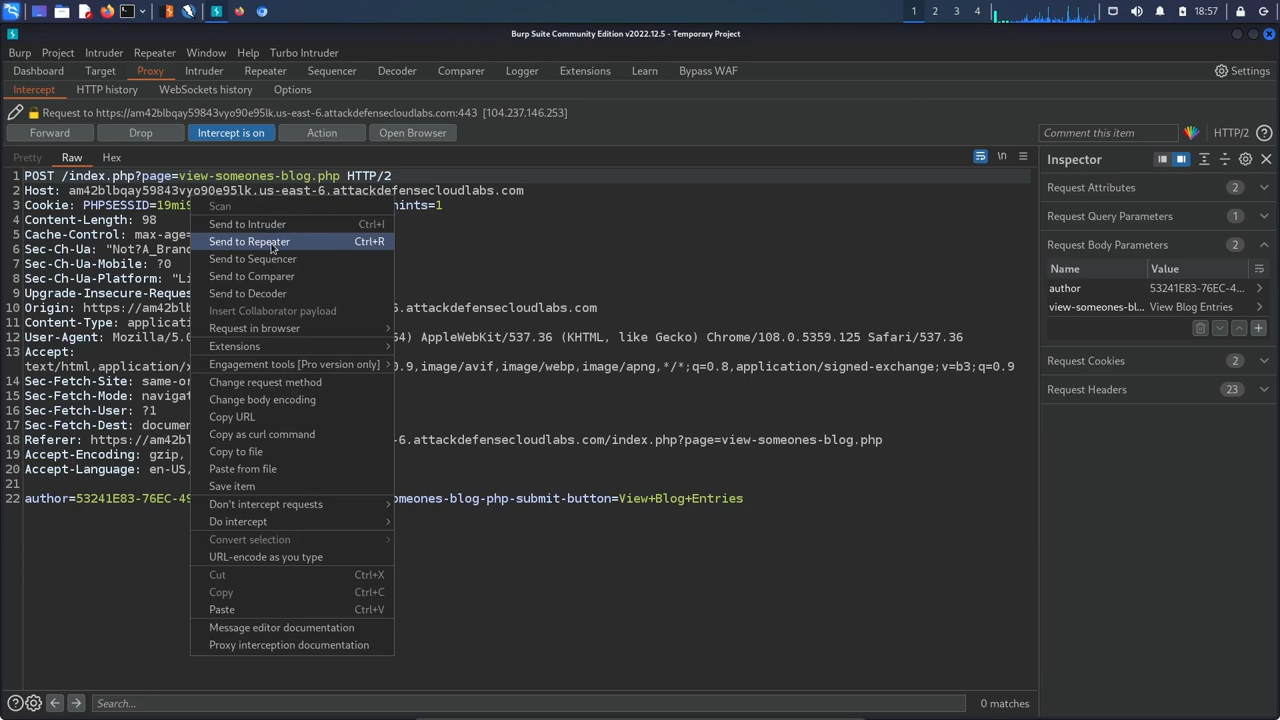 1 2 3 4 18:57
Burp Suite Community Edition v2022.12.5 - Temporary Project
Burp Project Intruder Repeater Window Help Turbo Intruder
Dashboard Target Proxy Intruder Repeater Sequencer Decoder Comparer Logger Extensions Learn Bypass WAF Settings
Intercept HTTP history WebSockets history Options
Request to https://am42blbqay59843vyo90e95lk.us-east-6.attackdefensecloudlabs.com:443 [104.237.146.253]
Forward Drop Intercept is on Action Open Browser Comment this item HTTP/2
Pretty Raw Hex \n
1 POST /index.php?page=view-someones-blog.php HTTP/2
2 Host: am42blbqay59843vyo90e95lk.us-east-6.attackdefensecloudlabs.com
3 Cookie: PHPSESSID=19mi9
4 Content-Length: 98
5 Cache-Control: max-age=
6 Sec-Ch-Ua: "Not?A_Bran
7 Sec-Ch-Ua-Mobile: ?0
8 Sec-Ch-Ua-Platform: "Li
9 Upgrade-Insecure-Reques
10 Origin: https://am42bl attackdefensecloudlabs.com
11 Content-Type: applicati
12 User-Agent: Mozilla/5.0 64) AppleWebKit/537.36 (KHTML, like Gecko) Chrome/108.0.5359.125 Safari/537.36
13 Accept:
text/html,application/x 0.9,image/avif,image/webp,image/apng,*/*;q=0.8,application/signed-exchange;v=b3;q=0.9
14 Sec-Fetch-Site: same-or
15 Sec-Fetch-Mode: navigat
16 Sec-Fetch-User: ?1
17 Sec-Fetch-Dest: documen
18 Referer: https://am42bl -6.attackdefensecloudlabs.com/index.php?page=view-someones-blog.php
19 Accept-Encoding: gzip,
20 Accept-Language: en-US,
21
22 author=53241E83-76EC-49 omeones-blog-php-submit-button=View+Blog+Entries
Scan
Send to Intruder Ctrl+I
Send to Repeater Ctrl+R
Send to Sequencer
Send to Comparer
Send to Decoder
Insert Collaborator payload
Request in browser
Extensions
Engagement tools [Pro version only]
Change request method
Change body encoding
Copy URL
Copy as curl command
Copy to file
Paste from file
Save item
Don't intercept requests
Do intercept
Convert selection
URL-encode as you type
Cut Ctrl+X
Copy Ctrl+C
Paste Ctrl+V
Message editor documentation
Proxy interception documentation
Inspector
Request Attributes 2
Request Query Parameters 1
Request Body Parameters 2
Name Value
author 53241E83-76EC-4...
view-someones-bl... View Blog Entries
Request Cookies 2
Request Headers 23
Search... 0 matches